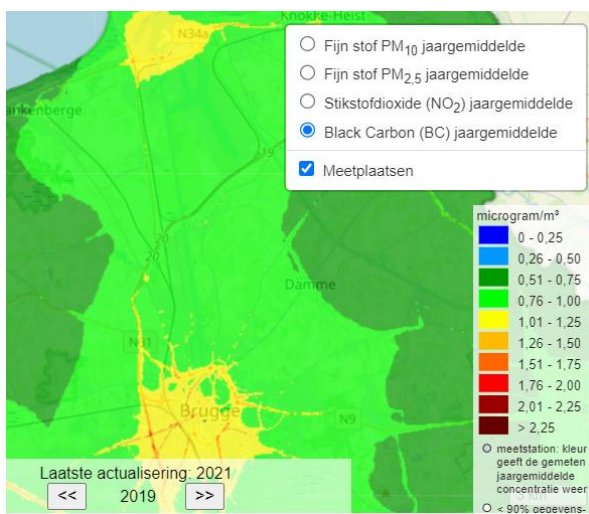 Knokke-Heist
N34a
ankenberge
Fijn stof PM10 jaargemiddelde
Fijn stof PM2,5 jaargemiddelde
Stikstofdioxide (NO2) jaargemiddelde
Black Carbon (BC) jaargemiddelde
Meetplaatsen
19
20
20
Damme
N31
Brugge
N9
microgram/m³
0 - 0,25
0,26 - 0,50
0,51 - 0,75
0,76 - 1,00
1,01 - 1,25
1,26 - 1,50
1,51 - 1,75
1,76 - 2,00
2,01 - 2,25
> 2,25
meetstation: kleur
geeft de gemeten
jaargemiddelde
concentratie weer
< 90% gegevens-
Laatste actualisering: 2021
<< 2019 >>